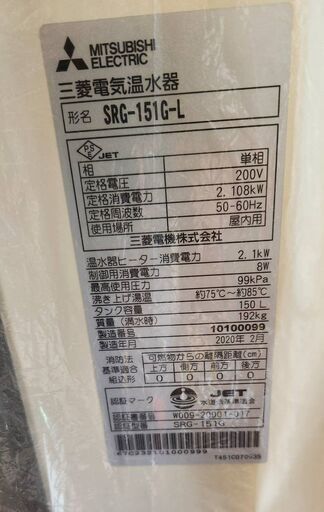 MITSUBISHI
ELECTRIC
三菱電気温水器
形名 SRG-151G-L
PS E JET
相 単相
定格電圧 200V
定格消費電力 2.108kW
定格周波数 50-60Hz
使用場所 屋内用
三菱電機株式会社
温水器ヒーター消費電力 2.1kW
制御用消費電力 8W
最高使用圧力 99kPa
沸き上げ湯温 約75℃~約85℃
タンク容量 150L
質量(満水時) 192kg
製造番号 10100099
製造年月 2020年 2月
消防法 可燃物からの離隔距離(cm)
基準適合 上方 側方 前方 後方
組込形 0 0 0 0
認証マーク JET
認証型番 SRG-151G